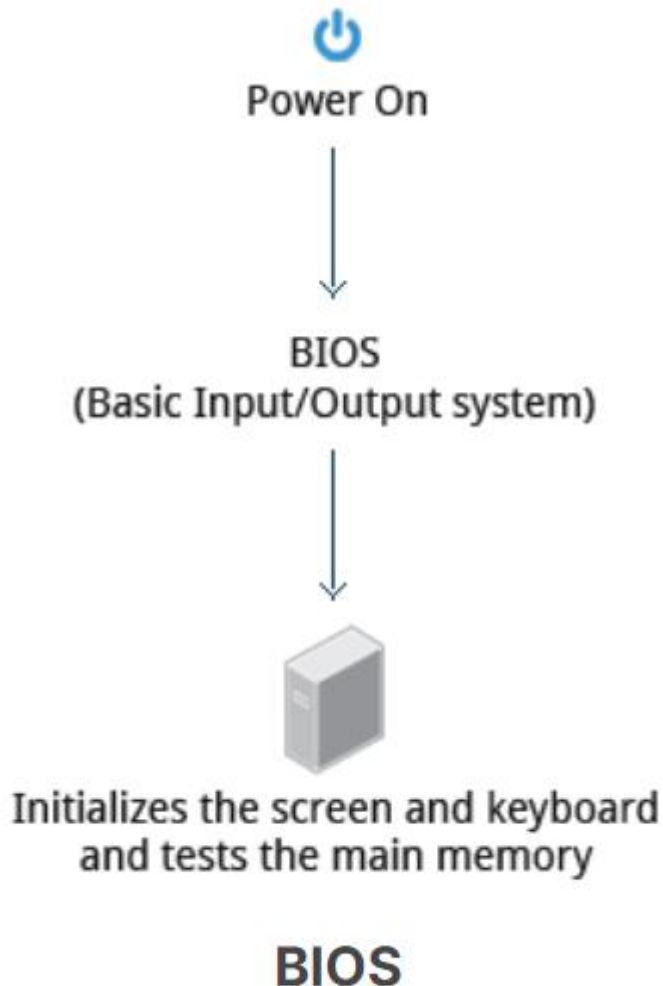 Power On
BIOS
(Basic Input/Output system)
Initializes the screen and keyboard
and tests the main memory
BIOS